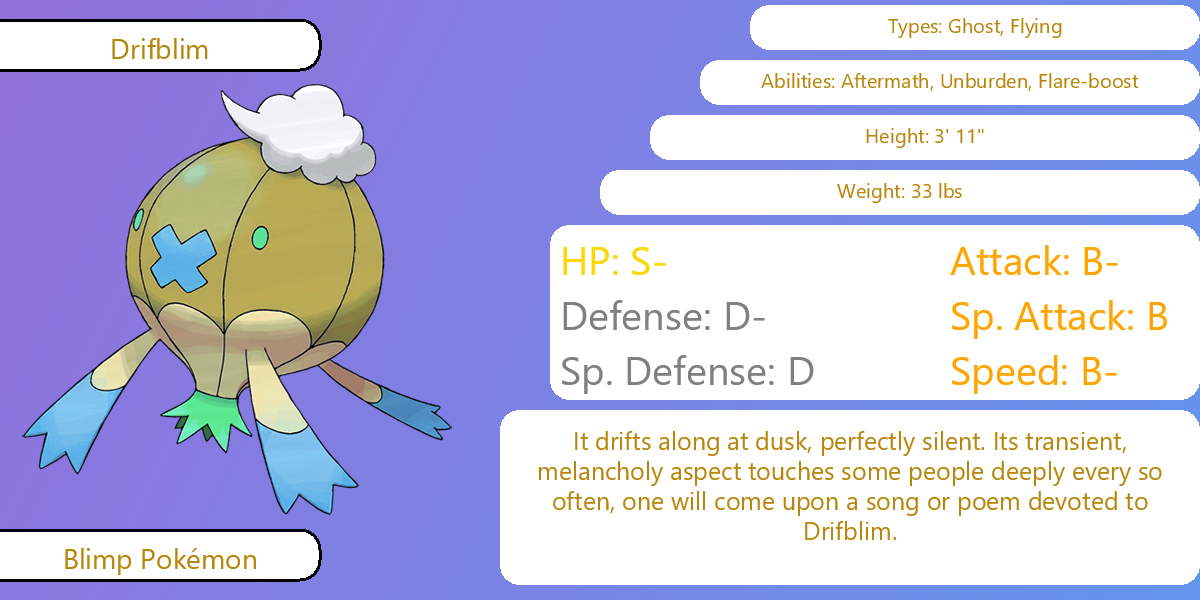 Drifblim
Types: Ghost, Flying
Abilities: Aftermath, Unburden, Flare-boost
Height: 3' 11"
Weight: 33 lbs
HP: S-
Attack: B-
Defense: D-
Sp. Attack: B
Sp. Defense: D
Speed: B-
It drifts along at dusk, perfectly silent. Its transient,
melancholy aspect touches some people deeply every so
often, one will come upon a song or poem devoted to
Drifblim.
Blimp Pokémon